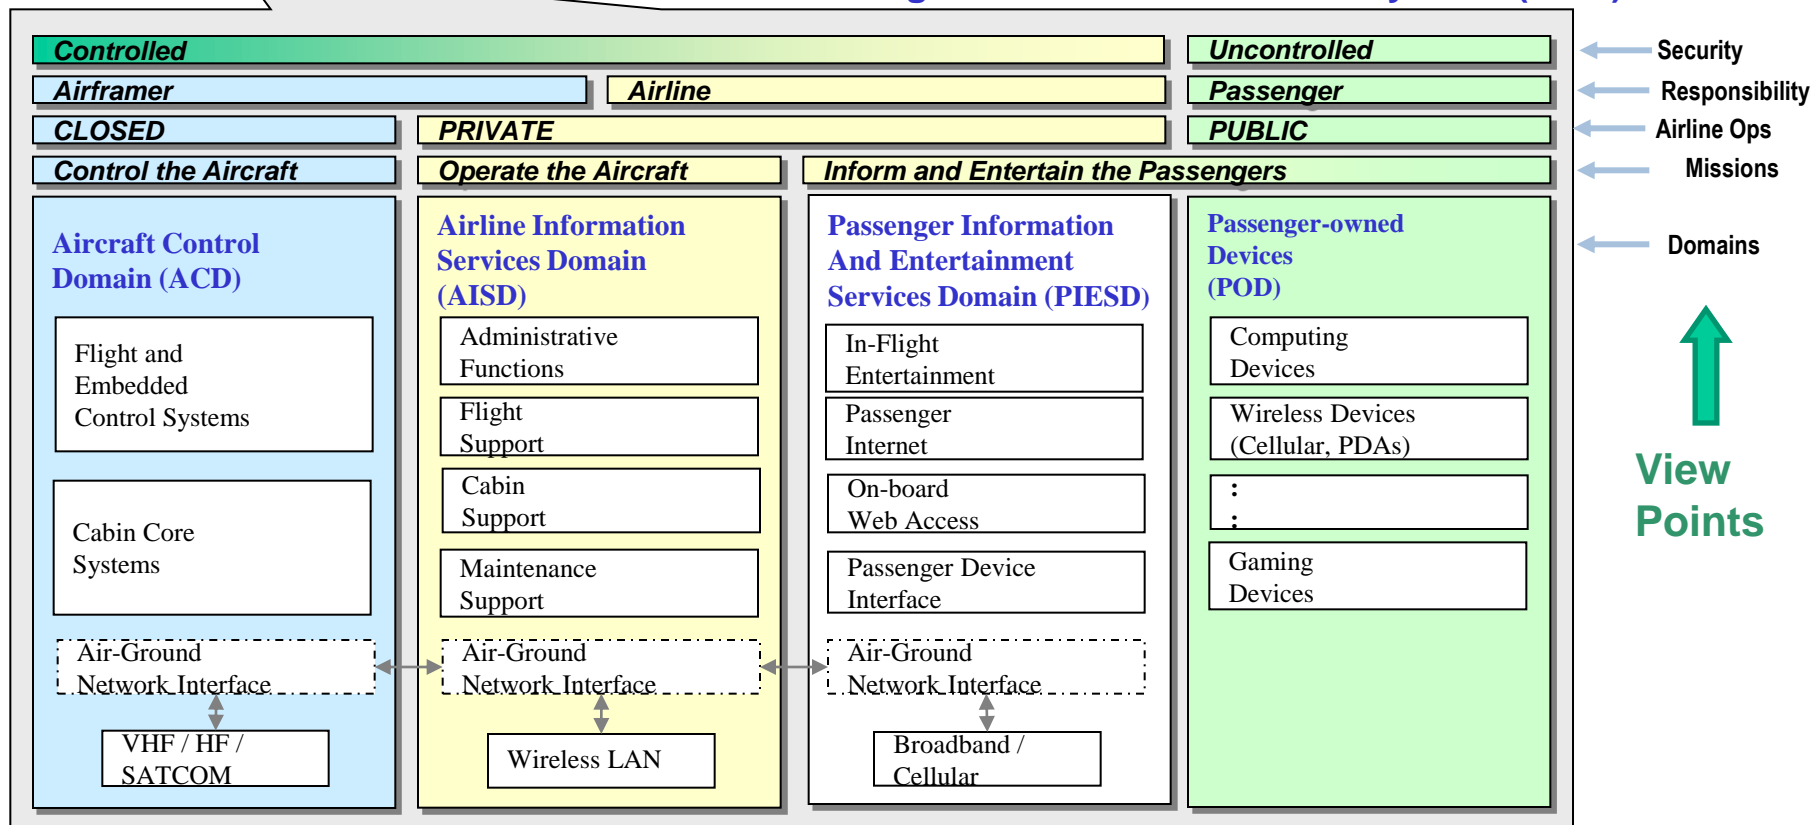 Controlled
Uncontrolled
Security
Airframer
Airline
Passenger
Responsibility
CLOSED
PRIVATE
PUBLIC
Airline Ops
Control the Aircraft
Operate the Aircraft
Inform and Entertain the Passengers
Missions
Domains
Aircraft Control
Domain (ACD)
Flight and
Embedded
Control Systems
Cabin Core
Systems
Air-Ground
Network Interface
VHF / HF /
SATCOM
Airline Information
Services Domain
(AISD)
Administrative
Functions
Flight
Support
Cabin
Support
Maintenance
Support
Air-Ground
Network Interface
Wireless LAN
Passenger Information
And Entertainment
Services Domain (PIESD)
In-Flight
Entertainment
Passenger
Internet
On-board
Web Access
Passenger Device
Interface
Air-Ground
Network Interface
Broadband /
Cellular
Passenger-owned
Devices
(POD)
Computing
Devices
Wireless Devices
(Cellular, PDAs)
:
:
Gaming
Devices
View
Points